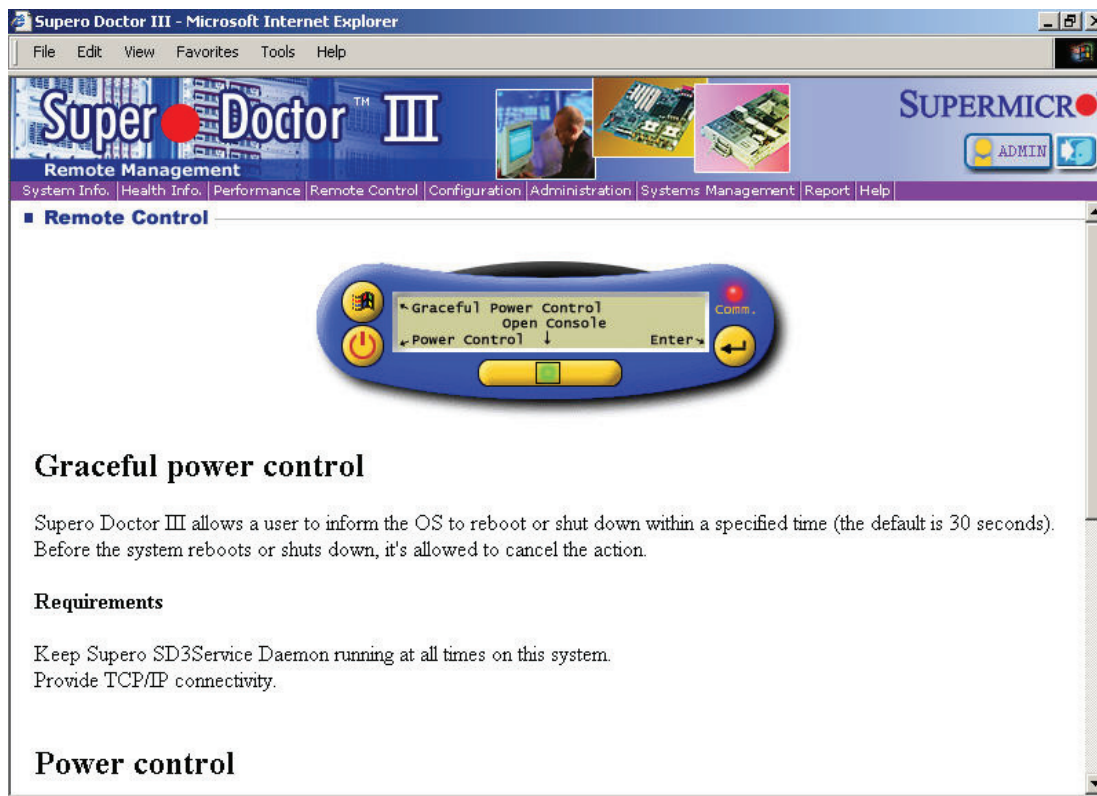 Supero Doctor III - Microsoft Internet Explorer
File Edit View Favorites Tools Help
Super Doctor™ III
SUPERMICR
Remote Management
ADMIN
System Info. Health Info. Performance Remote Control Configuration Administration Systems Management Report Help
Remote Control
Graceful Power Control
Open Console
Power Control ↓ Enter
Comm.
Graceful power control
Supero Doctor III allows a user to inform the OS to reboot or shut down within a specified time (the default is 30 seconds).
Before the system reboots or shuts down, it's allowed to cancel the action.
Requirements
Keep Supero SD3Service Daemon running at all times on this system.
Provide TCP/IP connectivity.
Power control